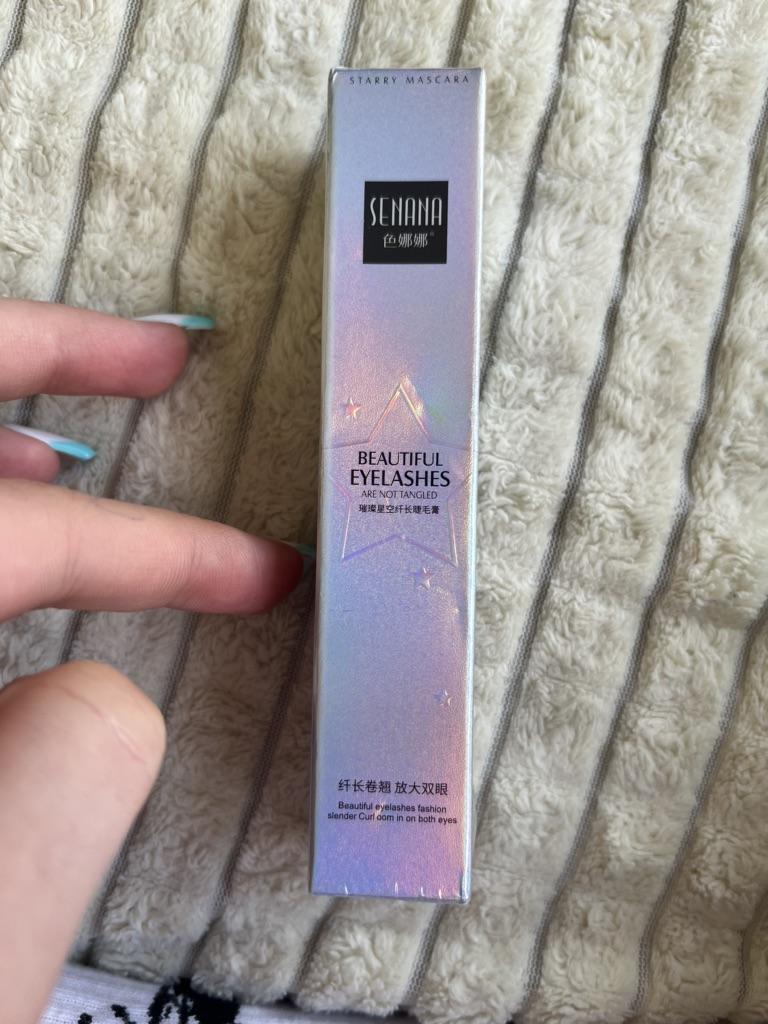 STARRY MASCARA
SENANA
色娜娜®
BEAUTIFUL
EYELASHES
ARE NOT TANGLED
璀璨星空纤长睫毛膏
纤长卷翘 放大双眼
Beautiful eyelashes fashion
slender Curl oom in on both eyes